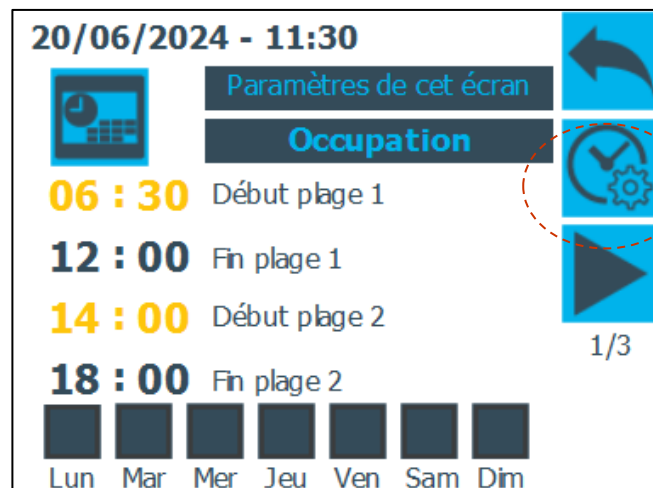 20/06/2024 - 11:30
Paramètres de cet écran
Occupation
06 : 30 Début plage 1
12 : 00 Fin plage 1
14 : 00 Début plage 2
1/3
18 : 00 Fin plage 2
Lun Mar Mer Jeu Ven Sam Dim